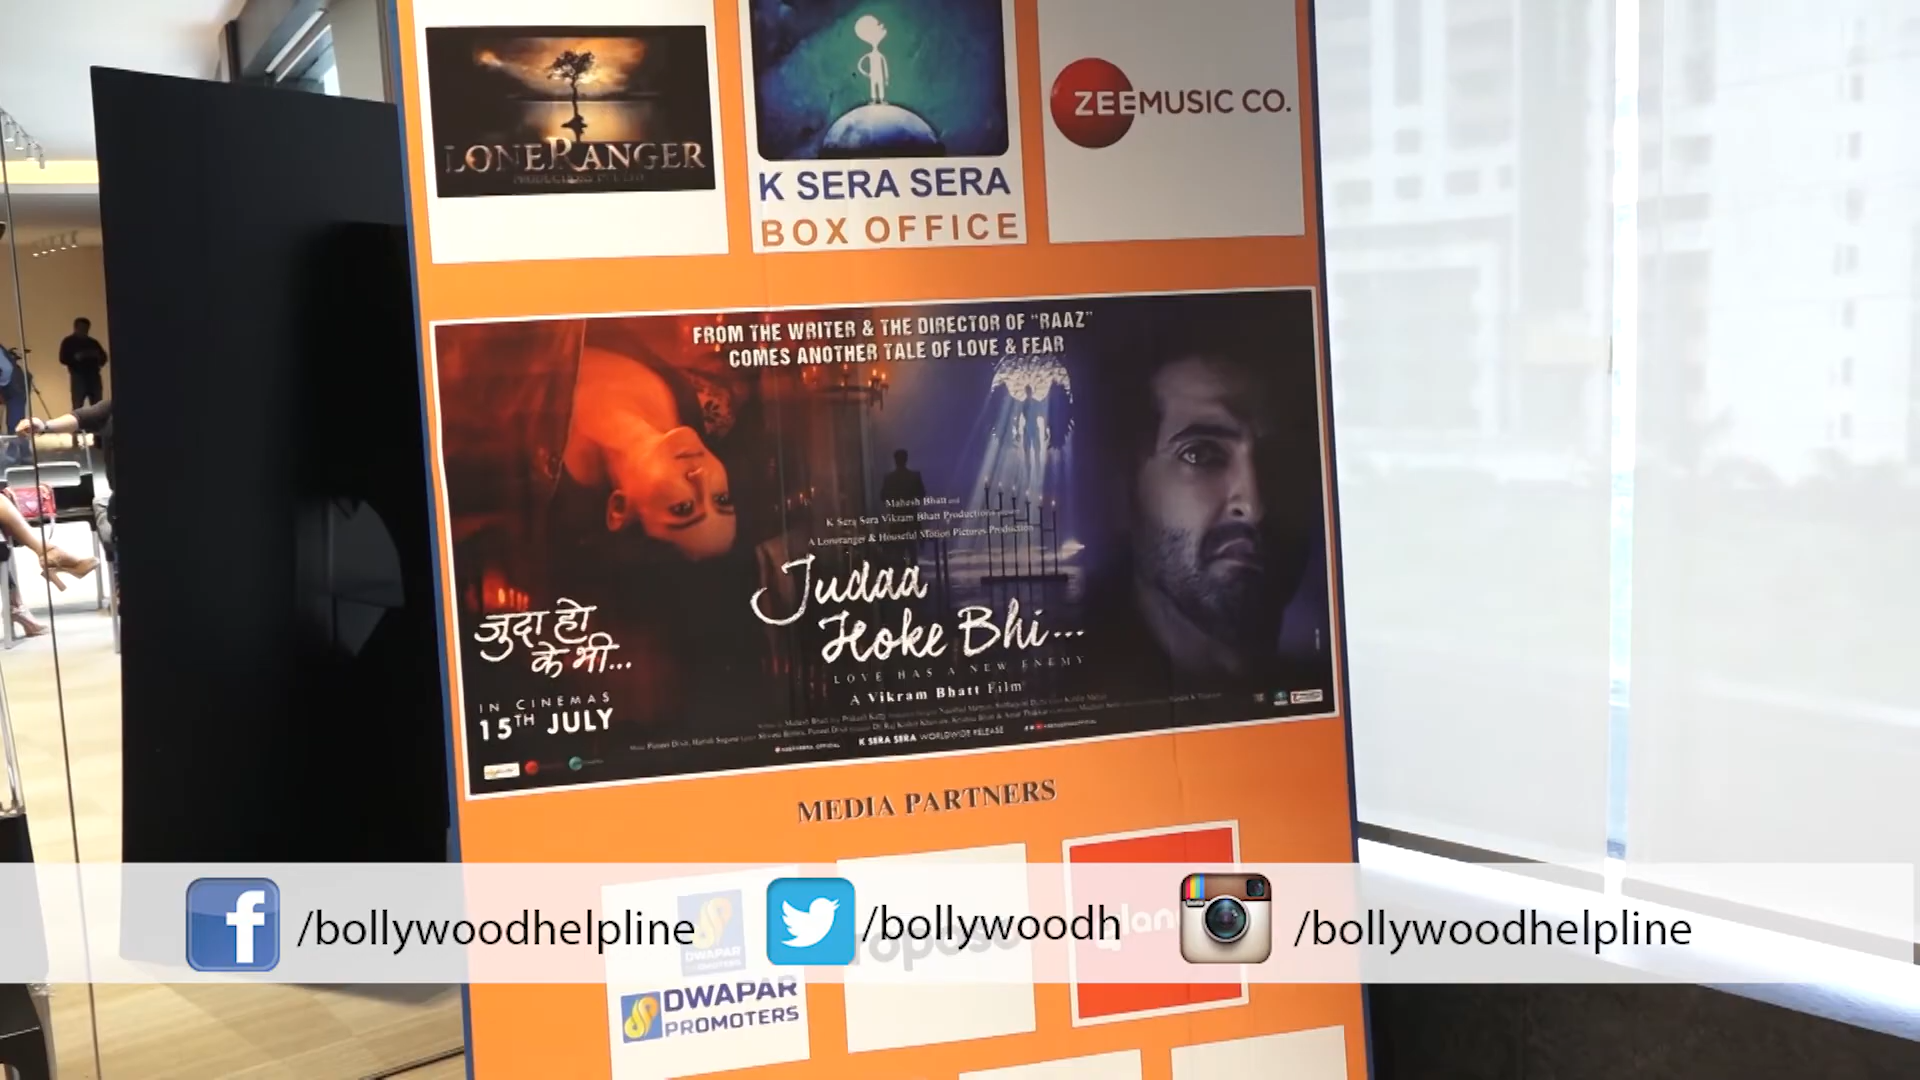 LONERANGER
K SERA SERA
BOX OFFICE
ZEEMUSIC CO.
FROM THE WRITER & THE DIRECTOR OF "RAAZ"
COMES ANOTHER TALE OF LOVE & FEAR
Mahesh Bhatt and
K Sera Sera Vikram Bhatt Productions present
A Loneranger & Houseful Motion Pictures Production
Judaa
Hoke Bhi...
LOVE HAS A NEW ENEMY
A Vikram Bhatt Film
जुदा हो
के भी...
IN CINEMAS
15TH JULY
K SERA SERA WORLDWIDE RELEASE
MEDIA PARTNERS
/bollywoodhelpline
/bollywoodh
/bollywoodhelpline
DWAPAR
DWAPAR
PROMOTERS